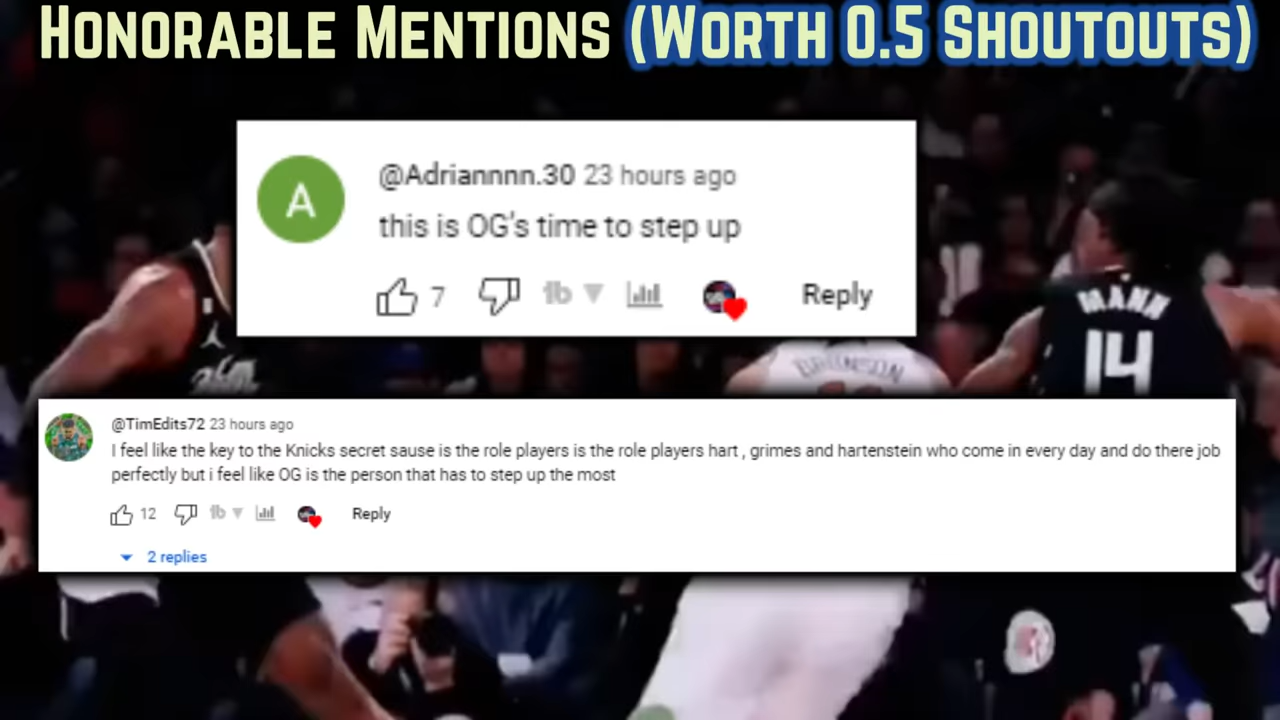 HONORABLE MENTIONS (WORTH 0.5 SHOUTOUTS)
A
@Adriannnn.30 23 hours ago
this is OG's time to step up
7
Reply
MANN
14
BRUNSON
@TimEdits72 23 hours ago
I feel like the key to the Knicks secret sause is the role players is the role players hart , grimes and hartenstein who come in every day and do there job
perfectly but i feel like OG is the person that has to step up the most
12
Reply
2 replies